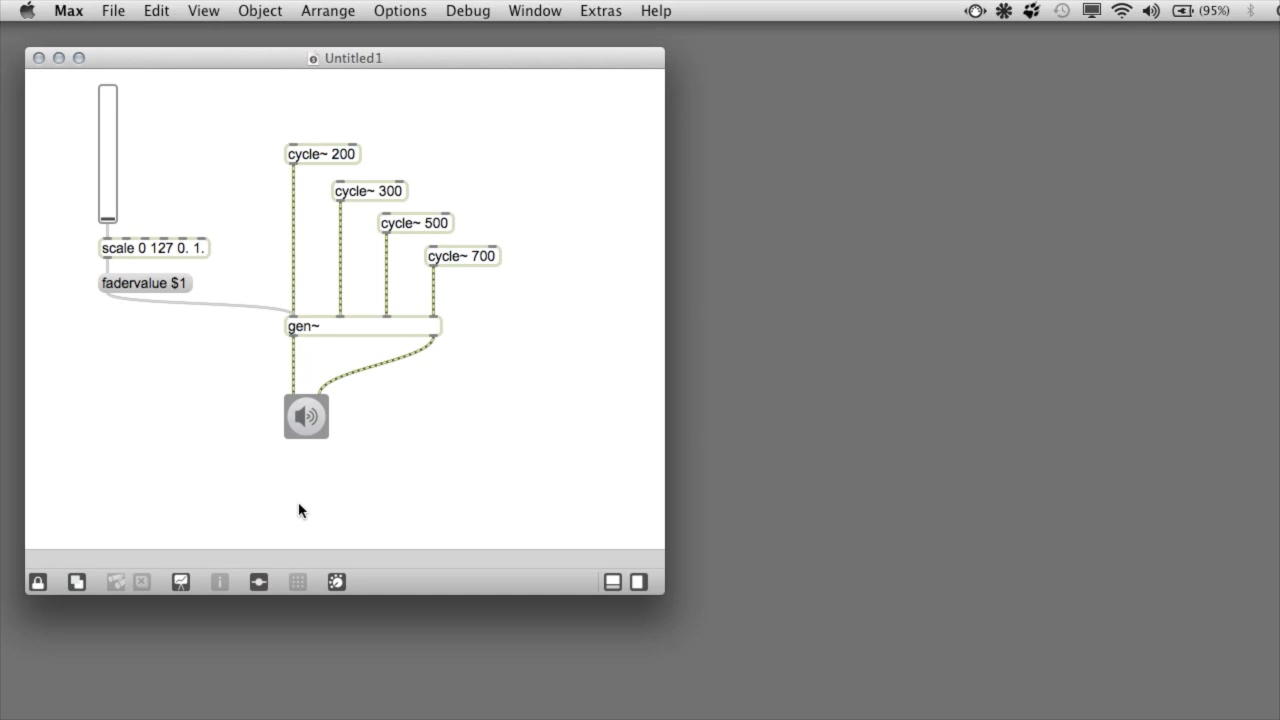 Max File Edit View Object Arrange Options Debug Window Extras Help (95%)
Untitled1
cycle~ 200
cycle~ 300
cycle~ 500
cycle~ 700
scale 0 127 0. 1.
fadervalue $1
gen~